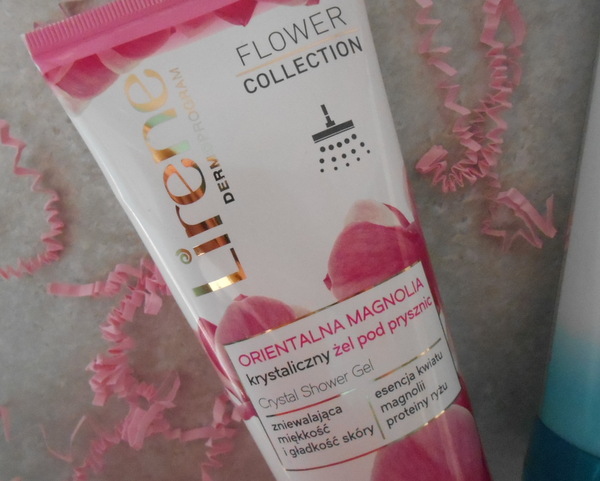 FLOWER
COLLECTION
Lirene
DERMOPROGRAM
ORIENTALNA MAGNOLIA
krystaliczny żel pod prysznic
Crystal Shower Gel
zniewalająca
miękkość
i gładkość skóry
esencja kwiatu
magnolii
proteiny ryżu